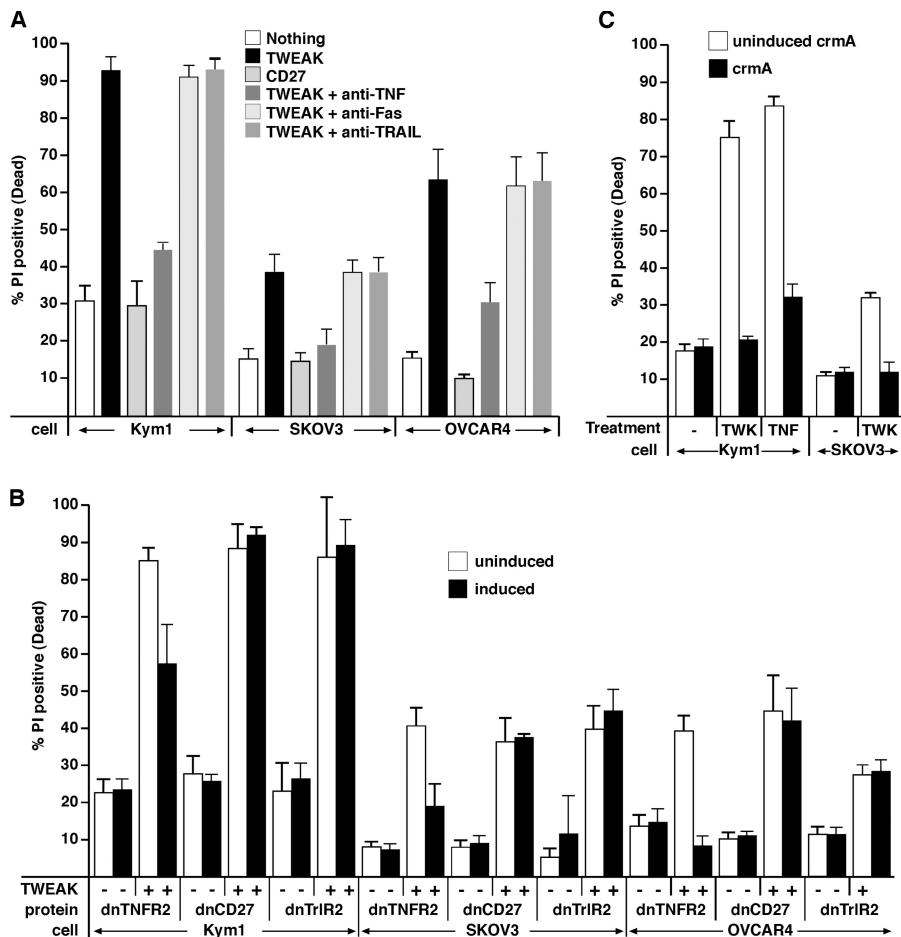 A
% PI positive (Dead)
100
90
80
70
60
50
40
30
20
10
Nothing
TWEAK
CD27
TWEAK + anti-TNF
TWEAK + anti-Fas
TWEAK + anti-TRAIL
cell Kym1 SKOV3 OVCAR4
C
% PI positive (Dead)
100
90
80
70
60
50
40
30
20
10
uninduced crmA
crmA
Treatment - TWK TNF - TWK
cell Kym1 SKOV3
B
% PI positive (Dead)
100
90
80
70
60
50
40
30
20
10
uninduced
induced
TWEAK - - + + - - + + - - + + - - + + - - + + - - + + - - + + - - + + - - +
protein dnTNFR2 dnCD27 dnTrIR2 dnTNFR2 dnCD27 dnTrIR2 dnTNFR2 dnCD27 dnTrIR2
cell Kym1 SKOV3 OVCAR4